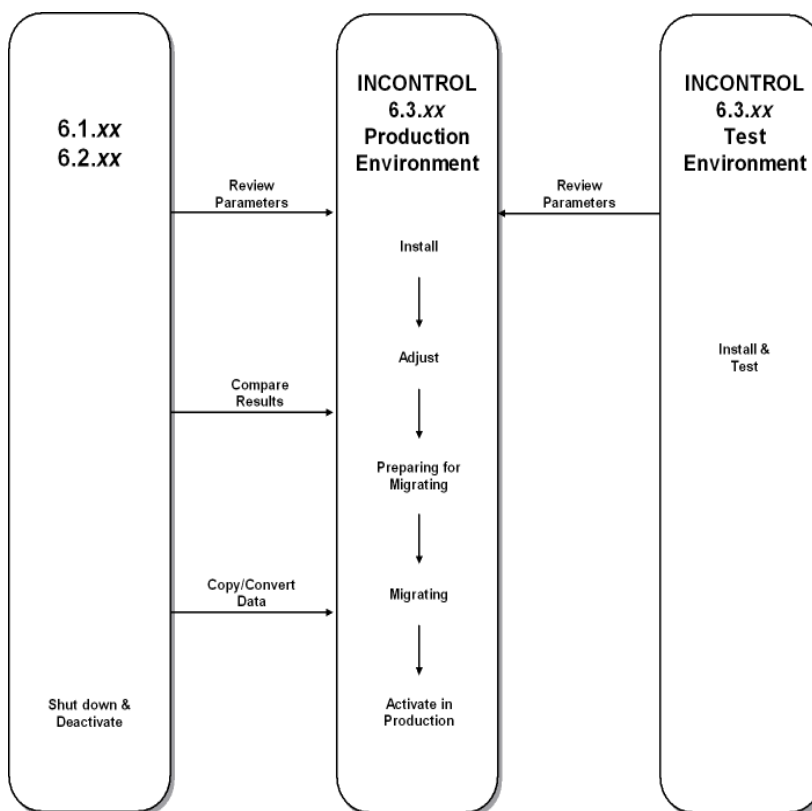 6.1.xx
6.2.xx
INCONTROL
6.3.xx
Production
Environment
INCONTROL
6.3.xx
Test
Environment
Review
Parameters
Review
Parameters
Install
Adjust
Install &
Test
Compare
Results
Preparing for
Migrating
Copy/Convert
Data
Migrating
Shut down &
Deactivate
Activate in
Production